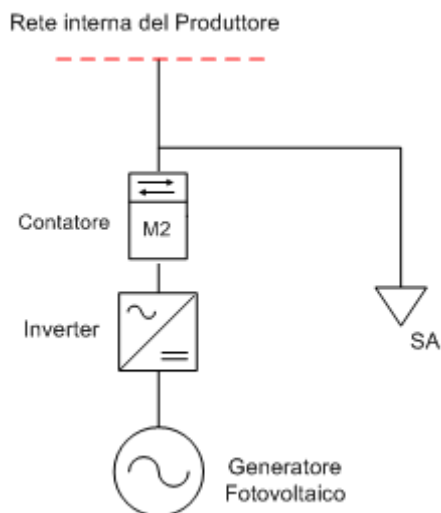 Rete interna del Produttore
Contatore
M2
Inverter
SA
Generatore
Fotovoltaico